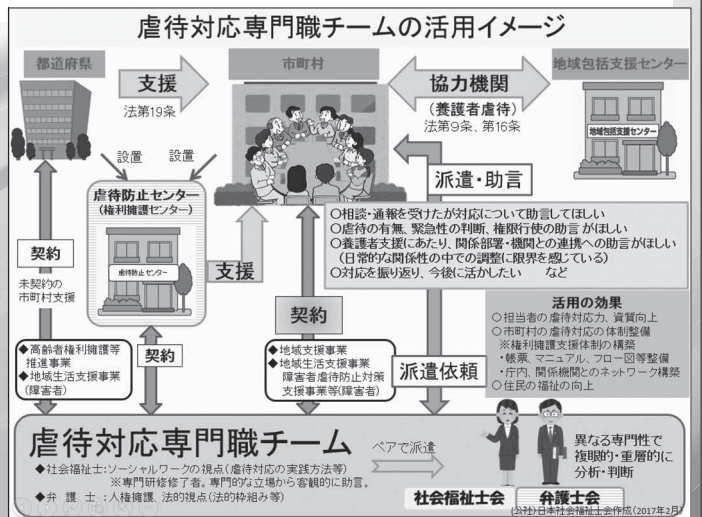 虐待対応専門職チームの活用イメージ
都道府県
支援
法第19条
市町村
協力機関
(養護者虐待)
法第9条、第16条
地域包括支援センター
地域包括支援センター
設置
設置
虐待防止センター
(権利擁護センター)
虐待防止センター
支援
派遣・助言
○相談・通報を受けたが対応について助言してほしい
○虐待の有無、緊急性の判断、権限行使の助言がほしい
○養護者支援にあたり、関係部署・機関との連携への助言がほしい
(日常的な関係性の中での調整に限界を感じている)
○対応を振り返り、今後に活かしたい など
契約
未契約の
市町村支援
◆高齢者権利擁護等
推進事業
◆地域生活支援事業
(障害者)
契約
契約
◆地域支援事業
◆地域生活支援事業
障害者虐待防止対策
支援事業等(障害者)
派遣依頼
活用の効果
○担当者の虐待対応力、資質向上
○市町村の虐待対応の体制整備
※権利擁護支援体制の構築
・帳票、マニュアル、フロー図等整備
・庁内、関係機関とのネットワーク構築
○住民の福祉の向上
虐待対応専門職チーム
◆社会福祉士:ソーシャルワークの視点(虐待対応の実践方法等)
※専門研修修了者。専門的な立場から客観的に助言。
◆弁 護 士:人権擁護、法的視点(法的枠組み等)
ペアで派遣
社会福祉士会
弁護士会
異なる専門性で
複眼的・重層的に
分析・判断
(公社)日本社会福祉士会作成(2017年2月)